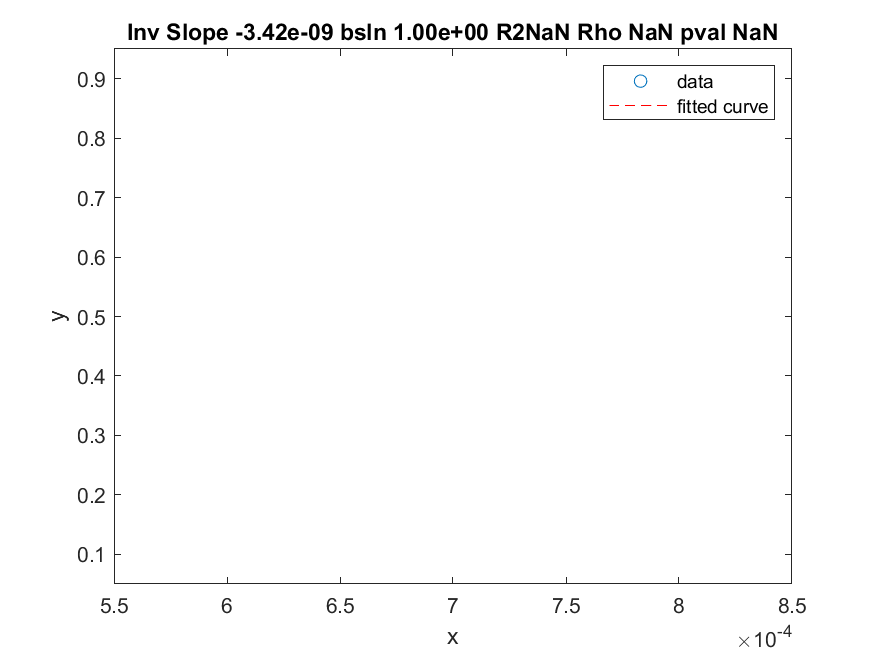 Inv Slope -3.42e-09 bsln 1.00e+00 R2NaN Rho NaN pval NaN
data
fitted curve
0.9
0.8
0.7
0.6
0.5
0.4
0.3
0.2
0.1
y
5.5 6 6.5 7 7.5 8 8.5
x
×10-4